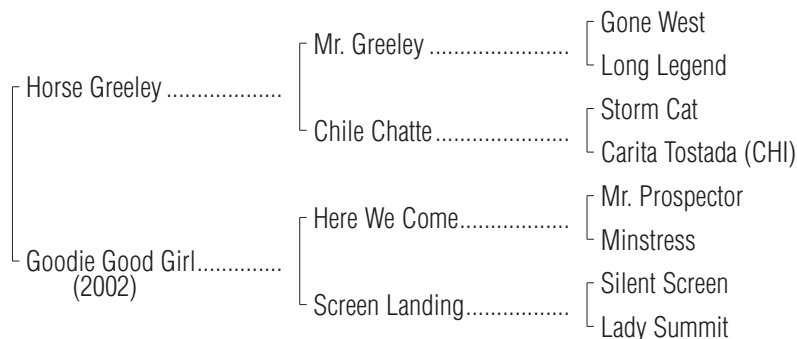 Gone West
Mr. Greeley .......................
Long Legend
Horse Greeley ...................
Storm Cat
Chile Chatte ......................
Carita Tostada (CHI)
Mr. Prospector
Here We Come ..................
Minstress
Goodie Good Girl ..............
(2002)
Silent Screen
Screen Landing .................
Lady Summit